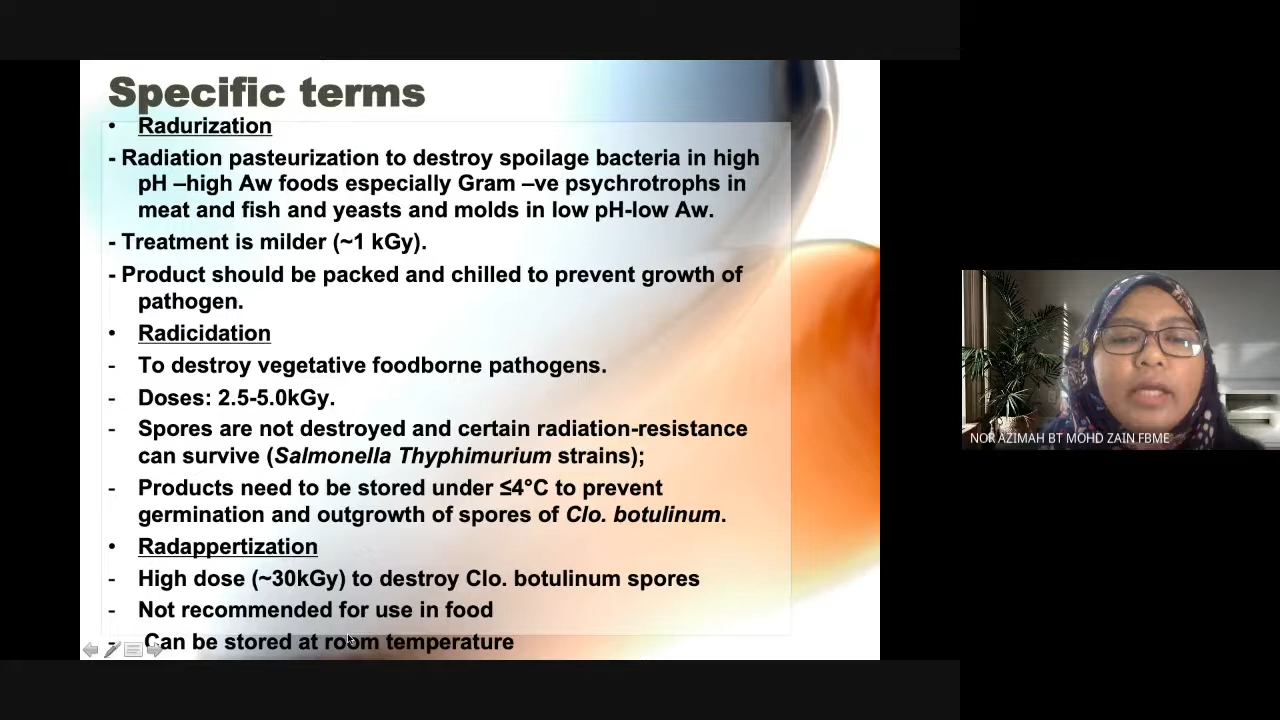 Specific terms
• Radurization
- Radiation pasteurization to destroy spoilage bacteria in high
pH –high Aw foods especially Gram –ve psychrotrophs in
meat and fish and yeasts and molds in low pH-low Aw.
- Treatment is milder (~1 kGy).
- Product should be packed and chilled to prevent growth of
pathogen.
• Radicidation
- To destroy vegetative foodborne pathogens.
- Doses: 2.5-5.0kGy.
- Spores are not destroyed and certain radiation-resistance
can survive (Salmonella Thyphimurium strains);
- Products need to be stored under ≤4°C to prevent
germination and outgrowth of spores of Clo. botulinum.
• Radappertization
- High dose (~30kGy) to destroy Clo. botulinum spores
- Not recommended for use in food
- Can be stored at room temperature
NOR AZIMAH BT MOHD ZAIN FBME